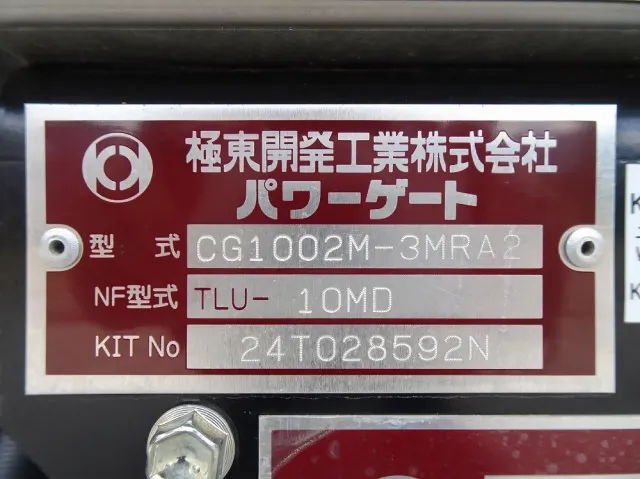 極東開発工業株式会社
パワーゲート
型 式 CG1002M-3MRA2
NF型式 TLU- 10MD
KIT No 24T028592N
K
K